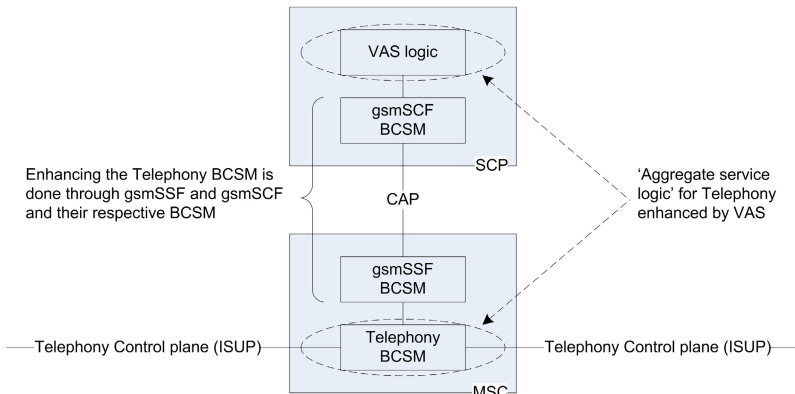 VAS logic
gsmSCF
BCSM
SCP
Enhancing the Telephony BCSM is
done through gsmSSF and gsmSCF
and their respective BCSM
CAP
‘Aggregate service
logic’ for Telephony
enhanced by VAS
gsmSSF
BCSM
Telephony Control plane (ISUP)
Telephony
BCSM
Telephony Control plane (ISUP)
MSC